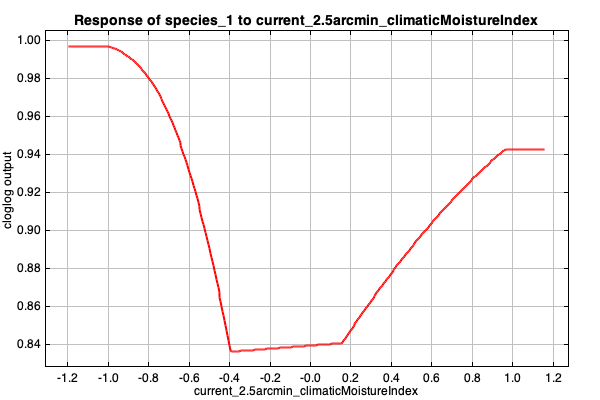 Response of species_1 to current_2.5arcmin_climaticMoistureIndex
1.00
0.98
0.96
0.94
0.92
0.90
0.88
0.86
0.84
cloglog output
-1.2 -1.0 -0.8 -0.6 -0.4 -0.2 -0.0 0.2 0.4 0.6 0.8 1.0 1.2
current_2.5arcmin_climaticMoistureIndex